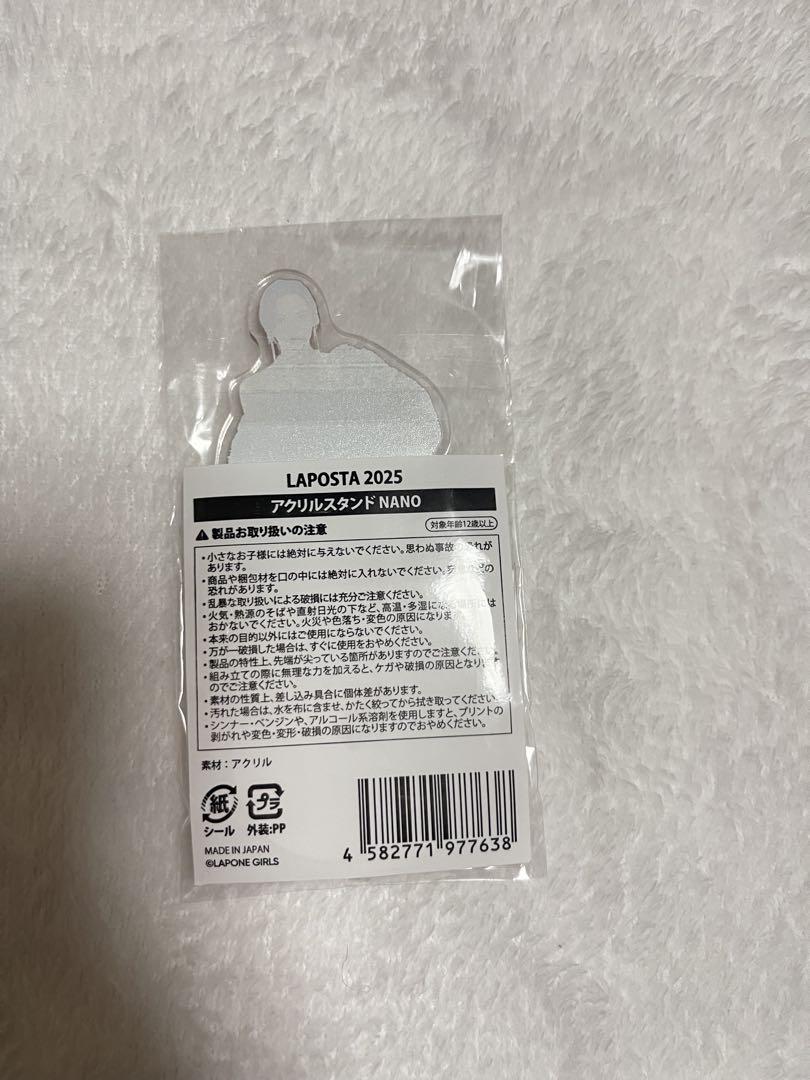 LAPOSTA 2025
アクリルスタンド NANO
⚠ 製品お取り扱いの注意
対象年齢12歳以上
・小さなお子様には絶対に与えないでください。思わぬ事故の恐れが
あります。
・商品や梱包材を口の中には絶対に入れないでください。
恐れがあります。
・乱暴な取り扱いによる破損には充分ご注意ください。
・火気・熱源のそばや直射日光の下など、高温・多湿になる場所には
おかないでください。火災や色落ち・変色の原因になります
・本来の目的以外にはご使用にならないでください。
・万が一破損した場合は、すぐに使用をおやめください。
・製品の特性上、先端が尖っている箇所がありますのでご注意ください
・組み立ての際に無理な力を加えると、ケガや破損の原因となります
のでご注意ください。
・素材の性質上、差し込み具合に個体差があります。
・汚れた場合は、水を布に含ませ、かたく絞ってから拭き取ってください
・シンナー・ベンジンや、アルコール系溶剤を使用しますと、プリントの
剥がれや変色・変形・破損の原因になりますのでおやめください。
素材：アクリル
紙 プラ
シール 外装:PP
MADE IN JAPAN
©LAPONE GIRLS
4 582771 977638